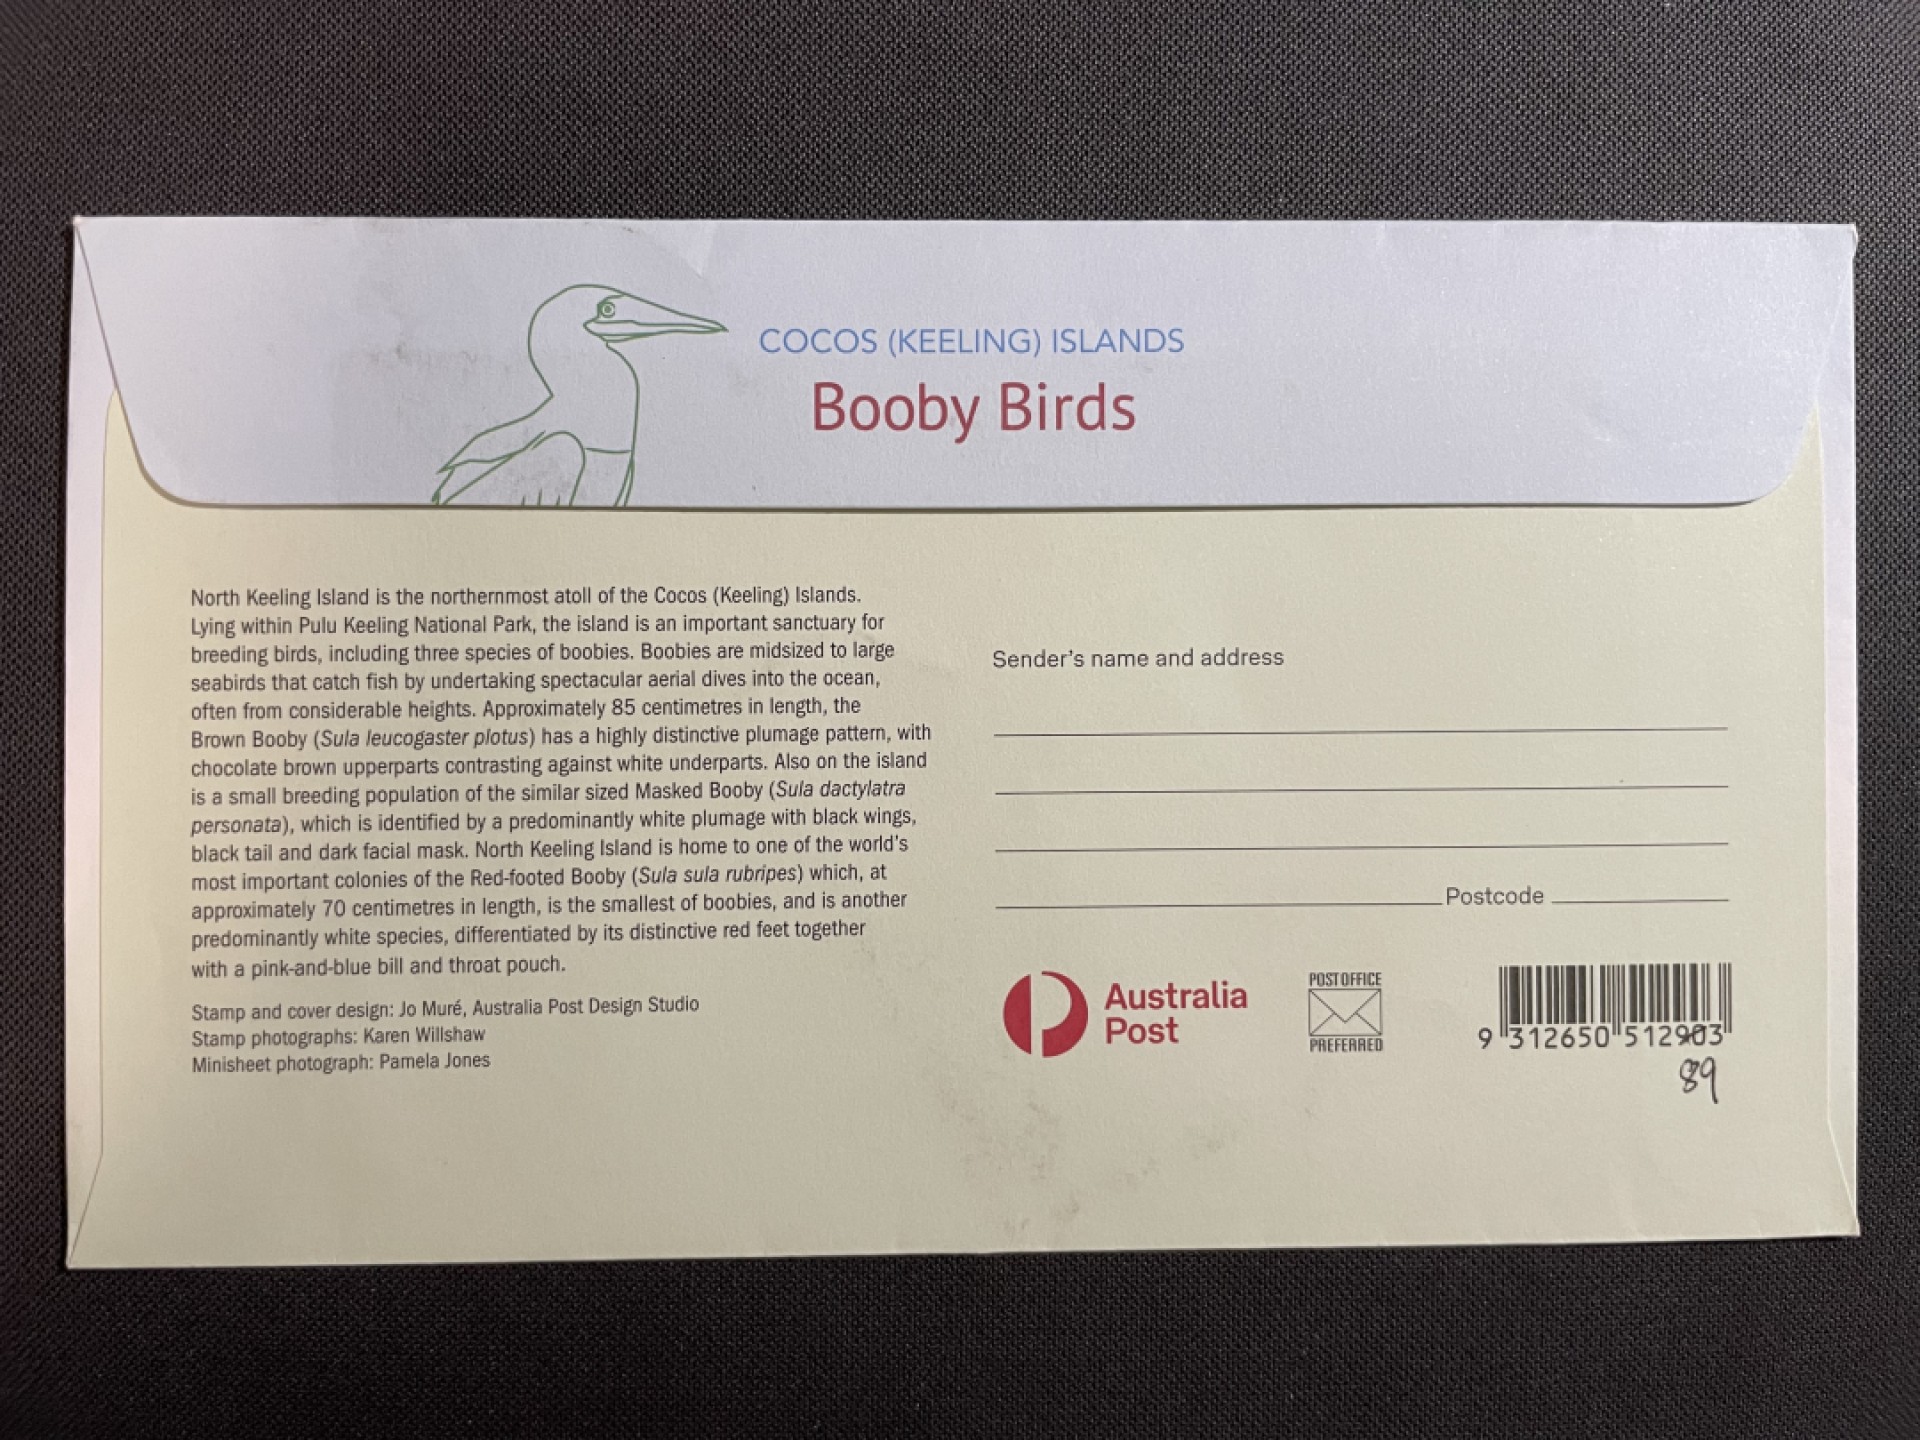 COCOS (KEELING) ISLANDS
Booby Birds
North Keeling Island is the northernmost atoll of the Cocos (Keeling) Islands.
Lying within Pulu Keeling National Park, the island is an important sanctuary for
breeding birds, including three species of boobies. Boobies are midsized to large
seabirds that catch fish by undertaking spectacular aerial dives into the ocean,
often from considerable heights. Approximately 85 centimetres in length, the
Brown Booby (Sula leucogaster plotus) has a highly distinctive plumage pattern, with
chocolate brown upperparts contrasting against white underparts. Also on the island
is a small breeding population of the similar sized Masked Booby (Sula dactylatra
personata), which is identified by a predominantly white plumage with black wings,
black tail and dark facial mask. North Keeling Island is home to one of the world's
most important colonies of the Red-footed Booby (Sula sula rubripes) which, at
approximately 70 centimetres in length, is the smallest of boobies, and is another
predominantly white species, differentiated by its distinctive red feet together
with a pink-and-blue bill and throat pouch.
Stamp and cover design: Jo Muré, Australia Post Design Studio
Stamp photographs: Karen Willshaw
Minisheet photograph: Pamela Jones
Sender's name and address
Postcode
Australia
Post
POST OFFICE
PREFERRED
9 312650 512903
89